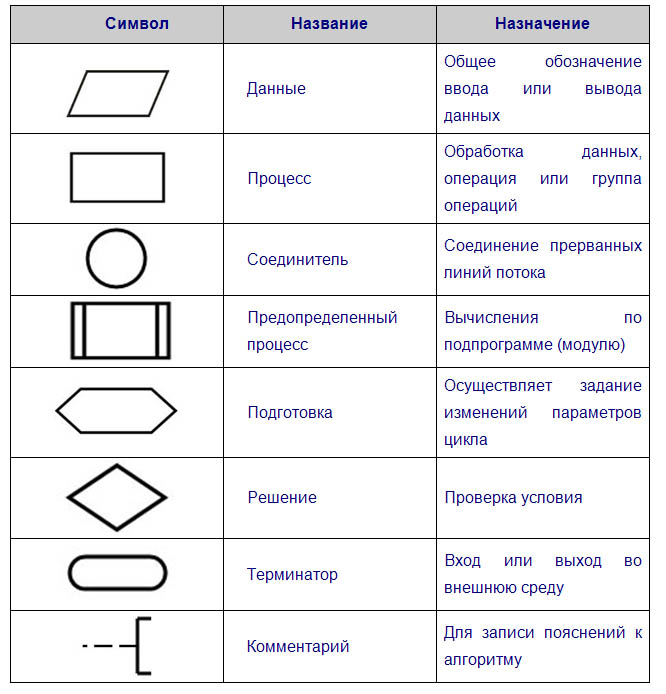 Символ Название Назначение
Данные
Общее обозначение
ввода или вывода
данных
Процесс
Обработка данных,
операция или группа
операций
Соединитель
Соединение прерванных
линий потока
Предопределенный
процесс
Вычисления по
подпрограмме (модулю)
Подготовка
Осуществляет задание
изменений параметров
цикла
Решение
Проверка условия
Терминатор
Вход или выход во
внешнюю среду
Комментарий
Для записи пояснений к
алгоритму